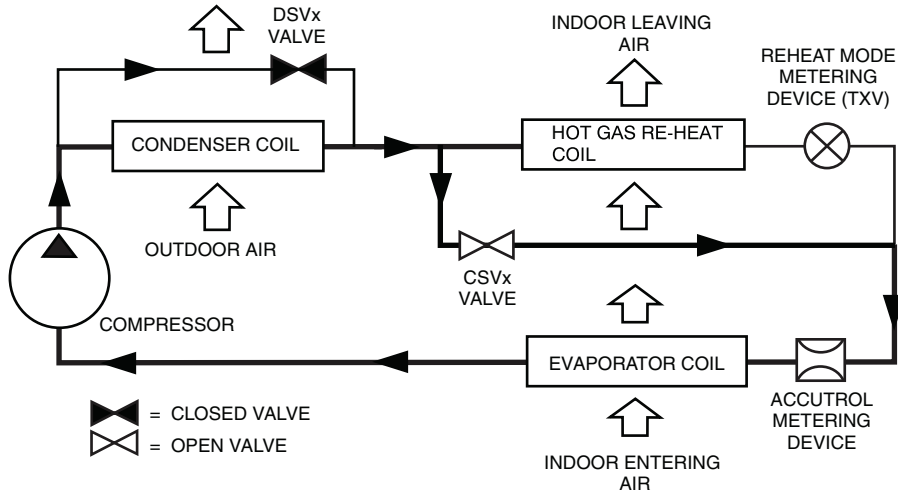 DSVx
VALVE
INDOOR LEAVING
AIR
REHEAT MODE
METERING
DEVICE (TXV)
CONDENSER COIL
HOT GAS RE-HEAT
COIL
OUTDOOR AIR
CSVx
VALVE
COMPRESSOR
EVAPORATOR COIL
ACCUTROL
METERING
DEVICE
= CLOSED VALVE
= OPEN VALVE
INDOOR ENTERING
AIR